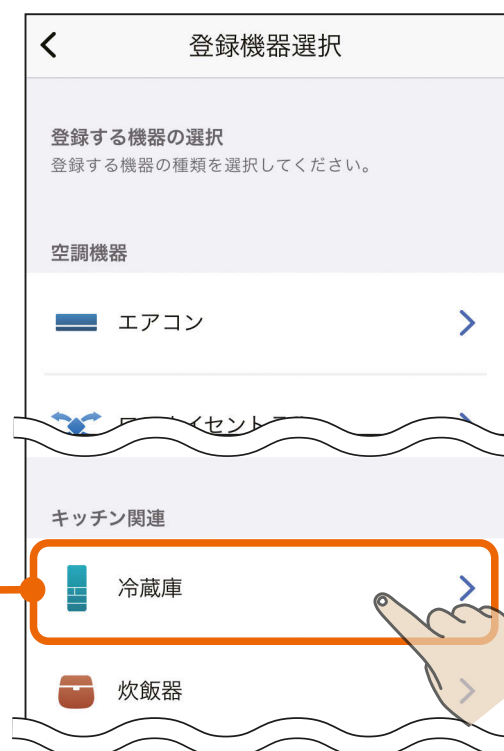 登録機器選択
登録する機器の選択
登録する機器の種類を選択してください。
空調機器
エアコン
キッチン関連
冷蔵庫
炊飯器